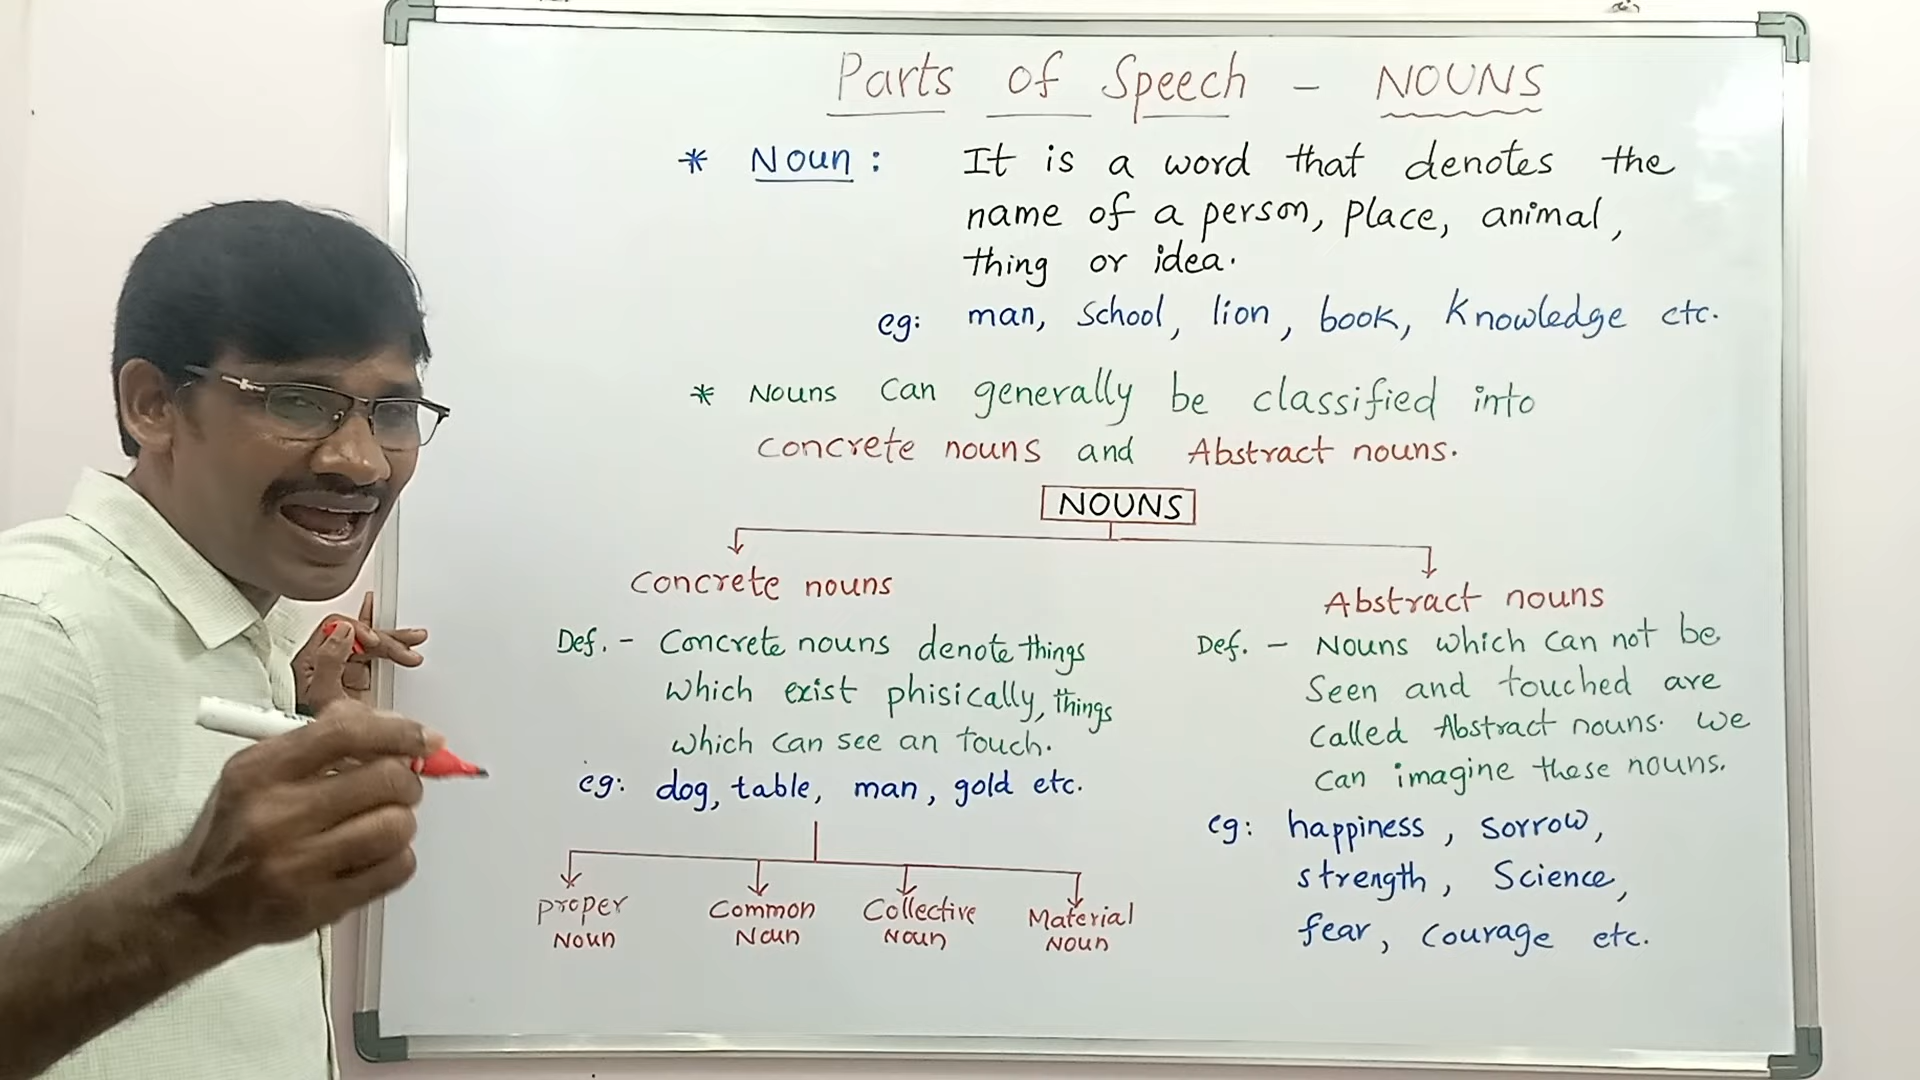 Parts of Speech - NOUNS
* Noun: It is a word that denotes the
name of a person, Place, animal,
thing or idea.
eg: man, School, lion, book, Knowledge etc.
* Nouns can generally be classified into
Concrete nouns and Abstract nouns.
NOUNS
Concrete nouns
Def. - Concrete nouns denote things
which exist phisically, things
which can see an touch.
eg: dog, table, man, gold etc.
Proper
Noun
Common
Noun
Collective
Noun
Material
Noun
Abstract nouns
Def. - Nouns which can not be
Seen and touched are
called Abstract nouns. we
can imagine these nouns.
eg: happiness, sorrow,
strength, Science,
fear, courage etc.